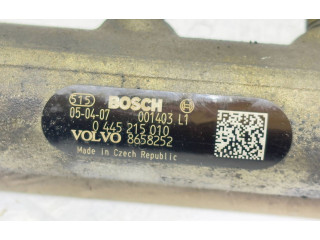 515 BOSCH
05-04-07 001403 L1
0 445 215 010
VOLVO 8658252
Made in Czech Republic